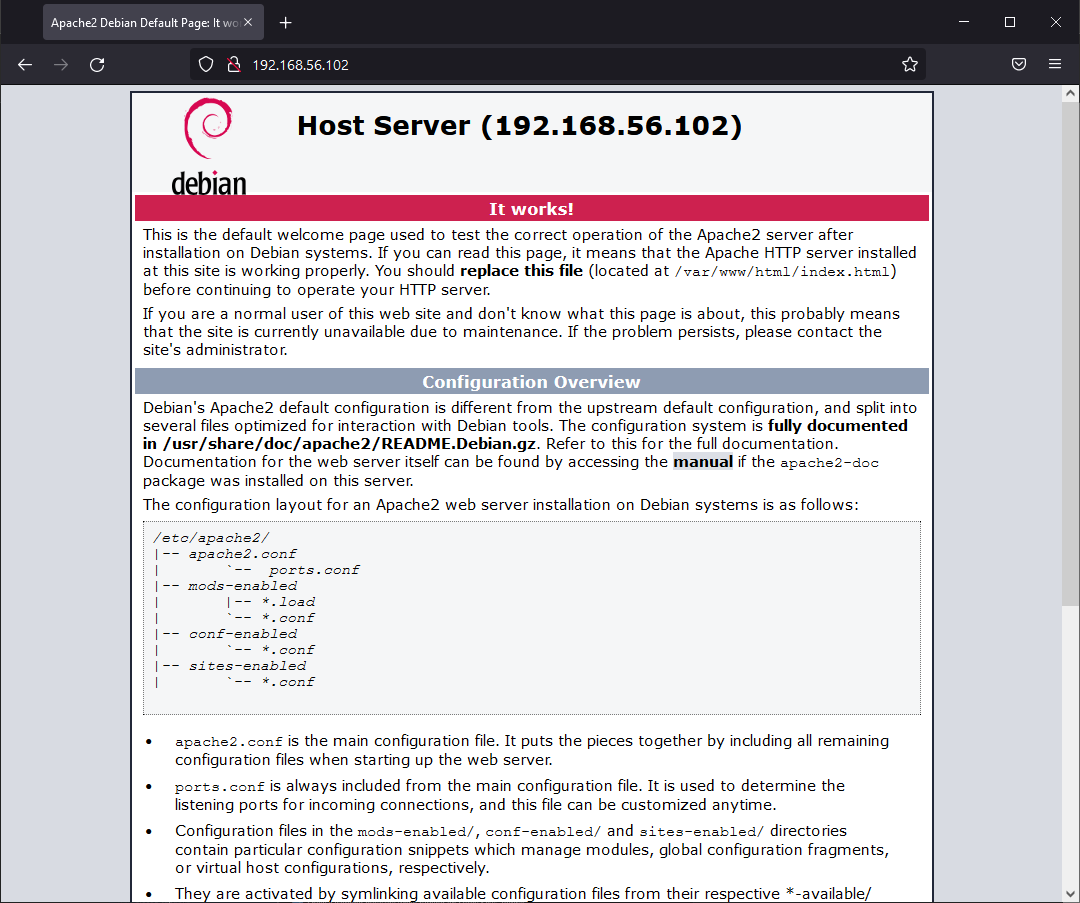 Apache2 Debian Default Page: It wo
192.168.56.102
debian
Host Server (192.168.56.102)
It works!
This is the default welcome page used to test the correct operation of the Apache2 server after
installation on Debian systems. If you can read this page, it means that the Apache HTTP server installed
at this site is working properly. You should replace this file (located at /var/www/html/index.html)
before continuing to operate your HTTP server.
If you are a normal user of this web site and don't know what this page is about, this probably means
that the site is currently unavailable due to maintenance. If the problem persists, please contact the
site's administrator.
Configuration Overview
Debian's Apache2 default configuration is different from the upstream default configuration, and split into
several files optimized for interaction with Debian tools. The configuration system is fully documented
in /usr/share/doc/apache2/README.Debian.gz. Refer to this for the full documentation.
Documentation for the web server itself can be found by accessing the manual if the apache2-doc
package was installed on this server.
The configuration layout for an Apache2 web server installation on Debian systems is as follows:
/etc/apache2/
|-- apache2.conf
|       `--  ports.conf
|-- mods-enabled
|       |-- *.load
|       `-- *.conf
|-- conf-enabled
|       `-- *.conf
|-- sites-enabled
|       `-- *.conf
• apache2.conf is the main configuration file. It puts the pieces together by including all remaining
configuration files when starting up the web server.
• ports.conf is always included from the main configuration file. It is used to determine the
listening ports for incoming connections, and this file can be customized anytime.
• Configuration files in the mods-enabled/, conf-enabled/ and sites-enabled/ directories
contain particular configuration snippets which manage modules, global configuration fragments,
or virtual host configurations, respectively.
• They are activated by symlinking available configuration files from their respective *-available/